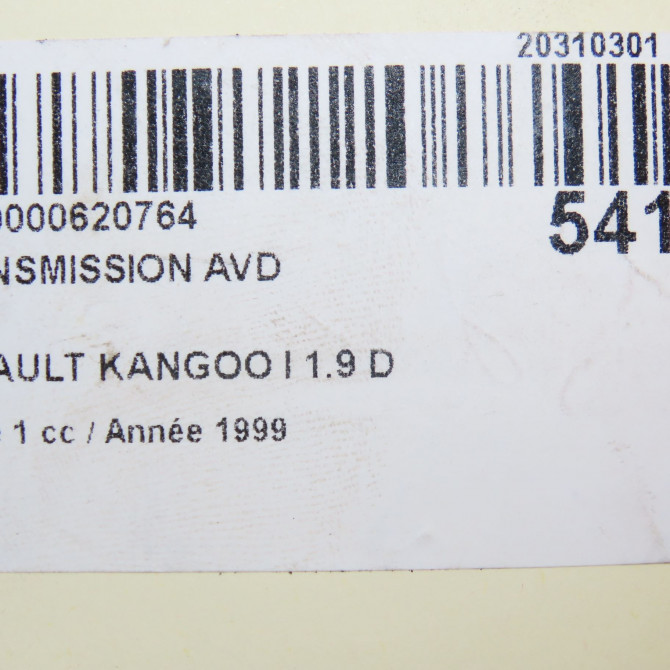 20310301
0000620764
541
NSMISSION AVD
AULT KANGOO I 1.9 D
1 cc / Année 1999